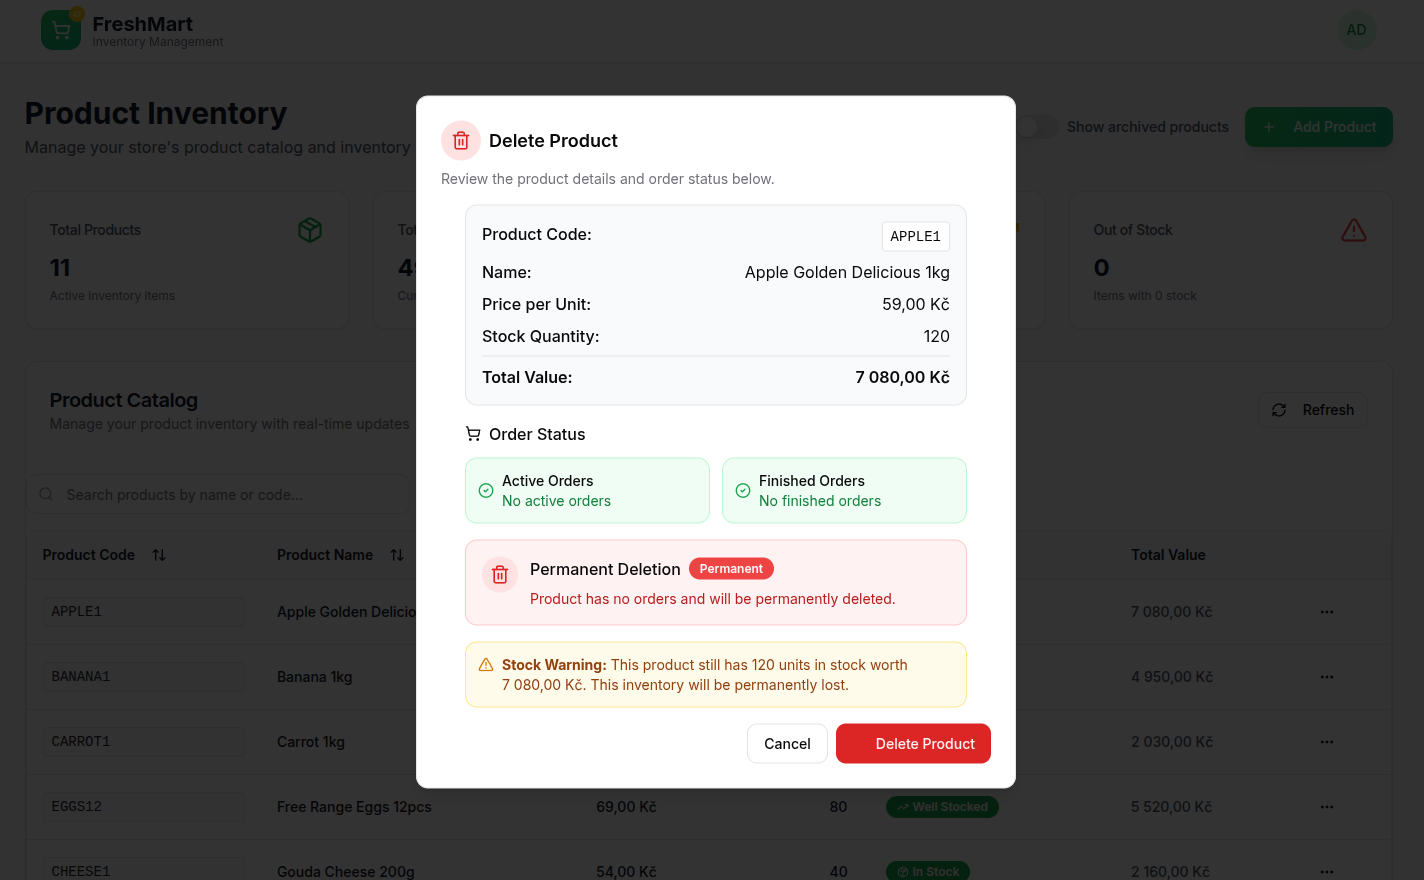 FreshMart
Inventory Management
AD
Product Inventory
Manage your store's product catalog and inventory
Show archived products
Add Product
Total Products
11
Active inventory items
Out of Stock
0
Items with 0 stock
Product Catalog
Manage your product inventory with real-time updates
Refresh
Search products by name or code...
Product Code
Product Name
Total Value
APPLE1
Apple Golden
7 080,00 Kč
BANANA1
Banana 1kg
4 950,00 Kč
CARROT1
Carrot 1kg
2 030,00 Kč
EGGS12
Free Range Eggs 12pcs
69,00 Kč
80
Well Stocked
5 520,00 Kč
CHEESE1
Gouda Cheese 200g
54,00 Kč
40
In Stock
2 160,00 Kč
Delete Product
Review the product details and order status below.
Product Code:
APPLE1
Name:
Apple Golden Delicious 1kg
Price per Unit:
59,00 Kč
Stock Quantity:
120
Total Value:
7 080,00 Kč
Order Status
Active Orders
No active orders
Finished Orders
No finished orders
Permanent Deletion
Permanent
Product has no orders and will be permanently deleted.
Stock Warning: This product still has 120 units in stock worth
7 080,00 Kč. This inventory will be permanently lost.
Cancel
Delete Product